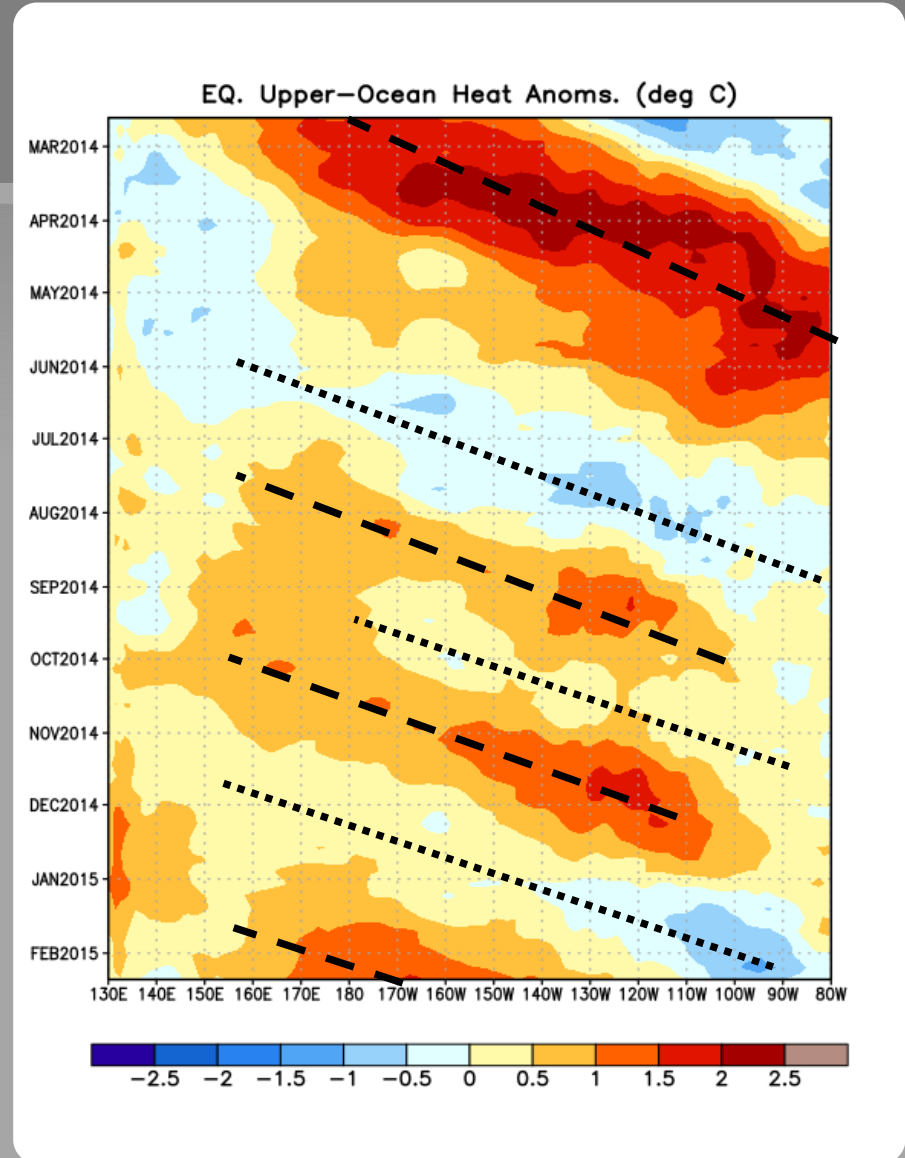 EQ. Upper-Ocean Heat Anoms. (deg C)
MAR2014
APR2014
MAY2014
JUN2014
JUL2014
AUG2014
SEP2014
OCT2014
NOV2014
DEC2014
JAN2015
FEB2015
130E 140E 150E 160E 170E 180 170W 160W 150W 140W 130W 120W 110W 100W 90W 80W
-2.5 -2 -1.5 -1 -0.5 0 0.5 1 1.5 2 2.5